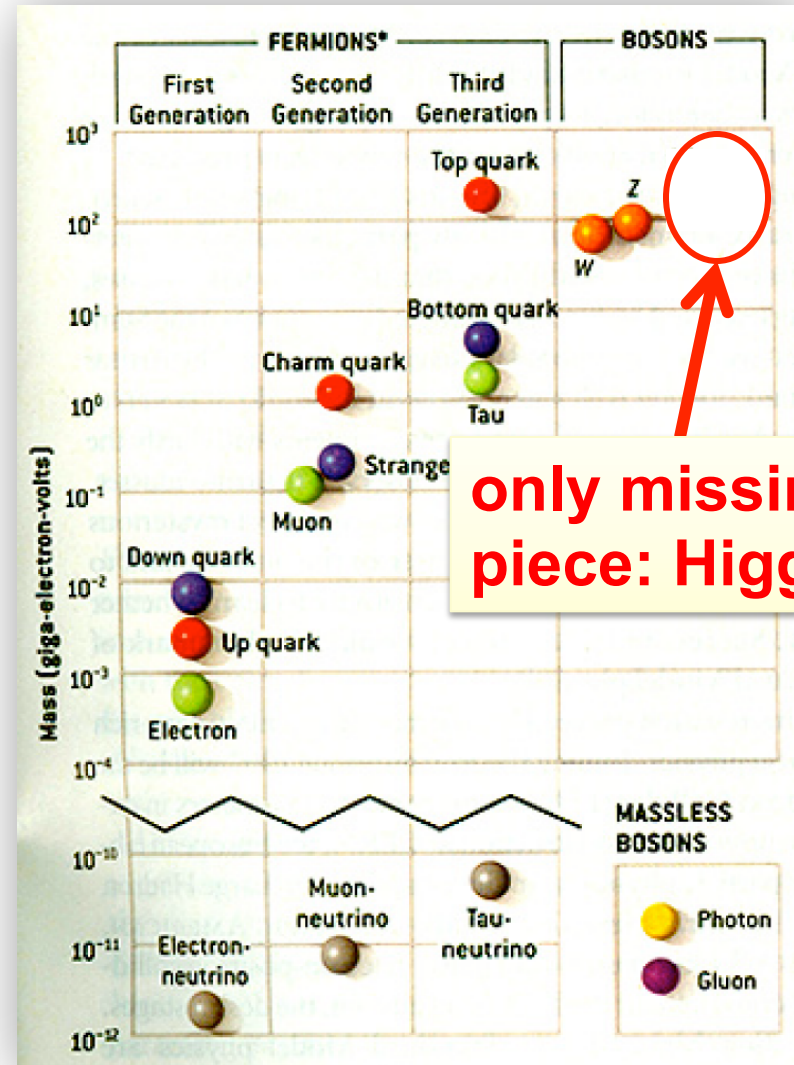 FERMIONS*
BOSONS
First
Generation
Second
Generation
Third
Generation
Mass (giga-electron-volts)
10³
10²
10¹
10⁰
10⁻¹
10⁻²
10⁻³
10⁻⁴
10⁻¹⁰
10⁻¹¹
10⁻¹²
Top quark
Z
W
Bottom quark
Charm quark
Tau
Strange
Muon
only missin
piece: Higg
Down quark
Up quark
Electron
MASSLESS
BOSONS
Photon
Gluon
Muon-
neutrino
Tau-
neutrino
Electron-
neutrino